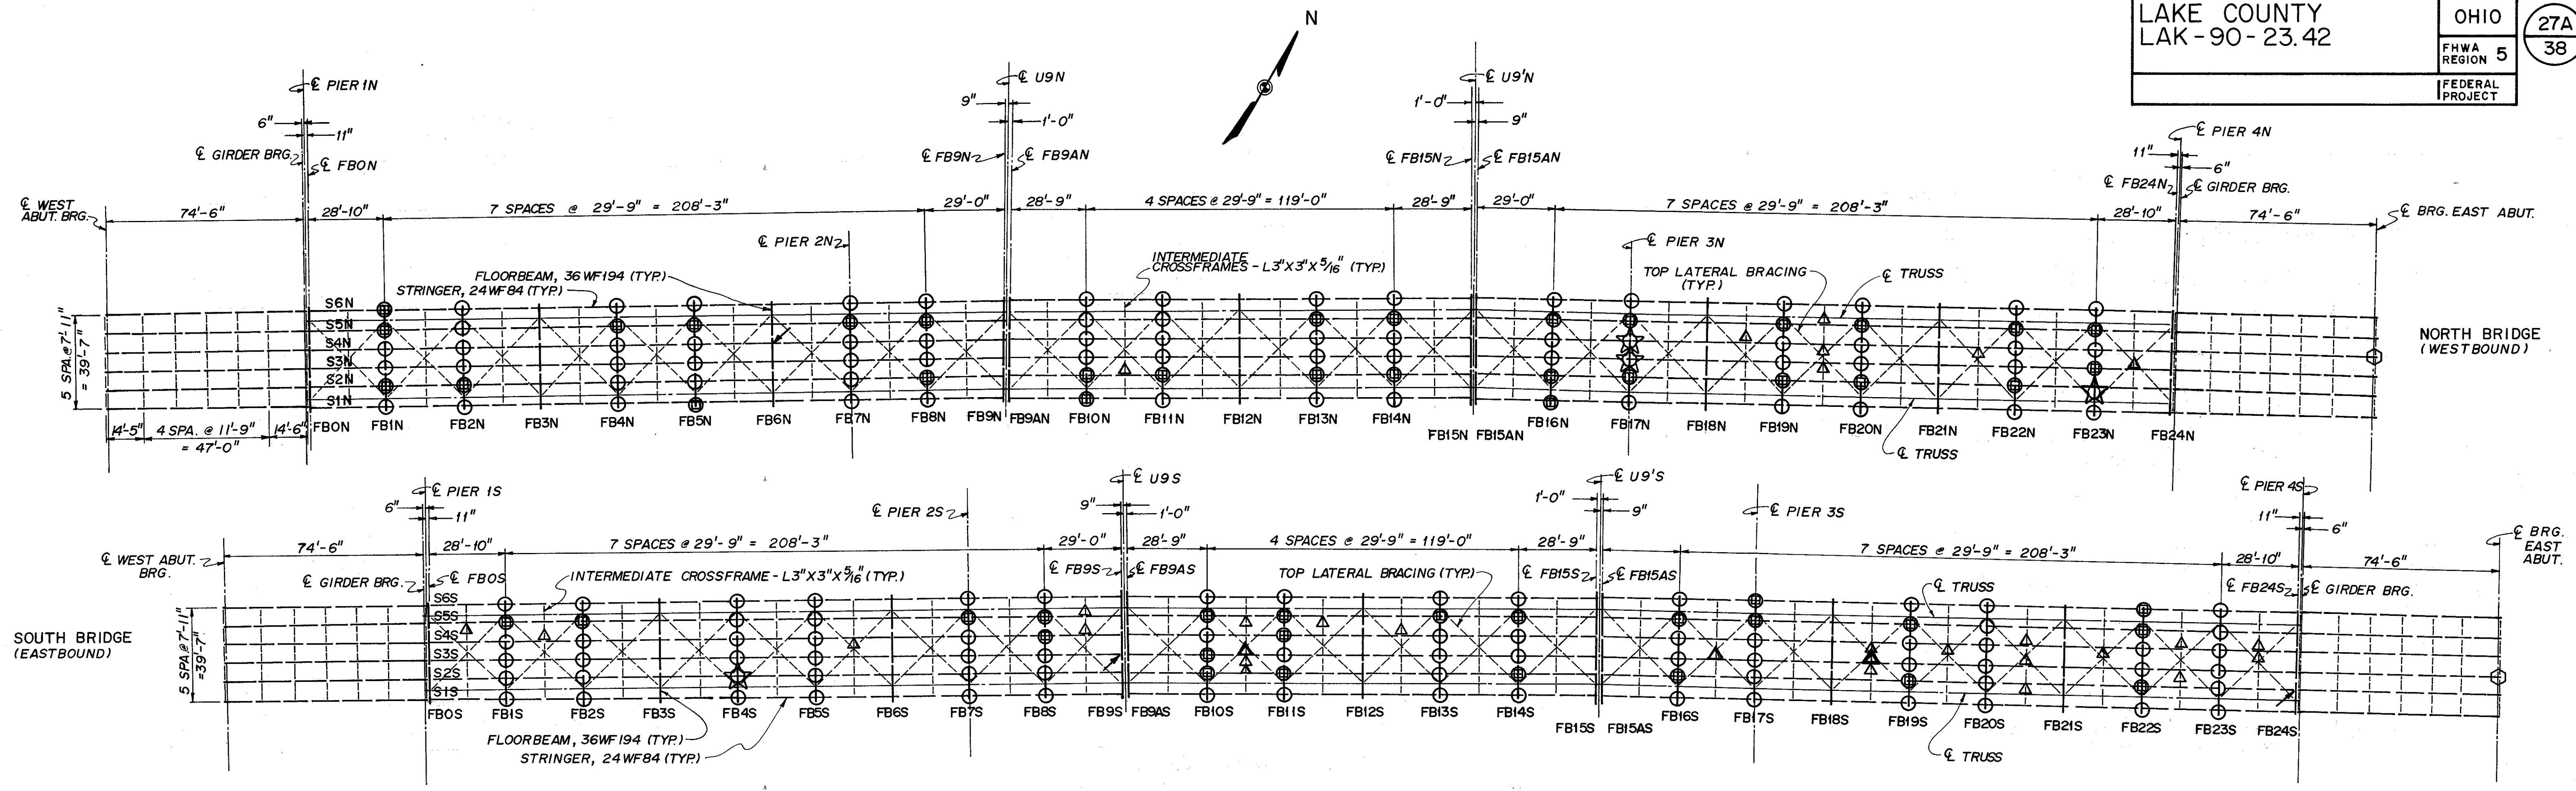 LAKE COUNTY
LAK-90-23.42
OHIO
FHWA
REGION 5
FEDERAL
PROJECT
27A
38
N
℄ PIER 1N
6"
11"
℄ GIRDER BRG.
℄ FB0N
℄ U9N
9"
1'-0"
℄ FB9N
℄ FB9AN
℄ U9'N
1'-0"
9"
℄ FB15N
℄ FB15AN
℄ PIER 4N
11"
6"
℄ FB24N
℄ GIRDER BRG.
℄ WEST
ABUT. BRG.
74'-6"
28'-10"
7 SPACES @ 29'-9" = 208'-3"
29'-0"
28'-9"
4 SPACES @ 29'-9" = 119'-0"
28'-9"
29'-0"
7 SPACES @ 29'-9" = 208'-3"
28'-10"
74'-6"
℄ BRG. EAST ABUT.
℄ PIER 2N
℄ PIER 3N
FLOORBEAM, 36WF194 (TYP.)
STRINGER, 24WF84 (TYP.)
INTERMEDIATE
CROSSFRAMES - L3"X3"X5/16" (TYP.)
TOP LATERAL BRACING
(TYP.)
℄ TRUSS
5 SPA.@7'-11"
= 39'-7"
S6N
S5N
S4N
S3N
S2N
S1N
NORTH BRIDGE
(WESTBOUND)
14'-5"
4 SPA. @ 11'-9"
= 47'-0"
14'-6"
FB0N
FB1N
FB2N
FB3N
FB4N
FB5N
FB6N
FB7N
FB8N
FB9N
FB9AN
FB10N
FB11N
FB12N
FB13N
FB14N
FB15N
FB15AN
FB16N
FB17N
FB18N
FB19N
FB20N
FB21N
FB22N
FB23N
FB24N
℄ TRUSS
℄ PIER 1S
6"
11"
℄ PIER 2S
℄ U9S
9"
1'-0"
℄ U9'S
1'-0"
9"
℄ PIER 3S
℄ PIER 4S
11"
6"
℄ WEST ABUT.
BRG.
74'-6"
28'-10"
7 SPACES @ 29'-9" = 208'-3"
29'-0"
28'-9"
4 SPACES @ 29'-9" = 119'-0"
28'-9"
7 SPACES @ 29'-9" = 208'-3"
28'-10"
74'-6"
℄ BRG.
EAST
ABUT.
℄ GIRDER BRG.
℄ FB0S
INTERMEDIATE CROSSFRAME - L3"X3"X5/16" (TYP.)
℄ FB9S
℄ FB9AS
TOP LATERAL BRACING (TYP.)
℄ FB15S
℄ FB15AS
℄ TRUSS
℄ FB24S
℄ GIRDER BRG.
SOUTH BRIDGE
(EASTBOUND)
5 SPA@7'-11"
=39'-7"
S6S
S5S
S4S
S3S
S2S
S1S
FB0S
FB1S
FB2S
FB3S
FB4S
FB5S
FB6S
FB7S
FB8S
FB9S
FB9AS
FB10S
FB11S
FB12S
FB13S
FB14S
FB15S
FB15AS
FB16S
FB17S
FB18S
FB19S
FB20S
FB21S
FB22S
FB23S
FB24S
FLOORBEAM, 36WF194 (TYP.)
STRINGER, 24WF84 (TYP.)
℄ TRUSS